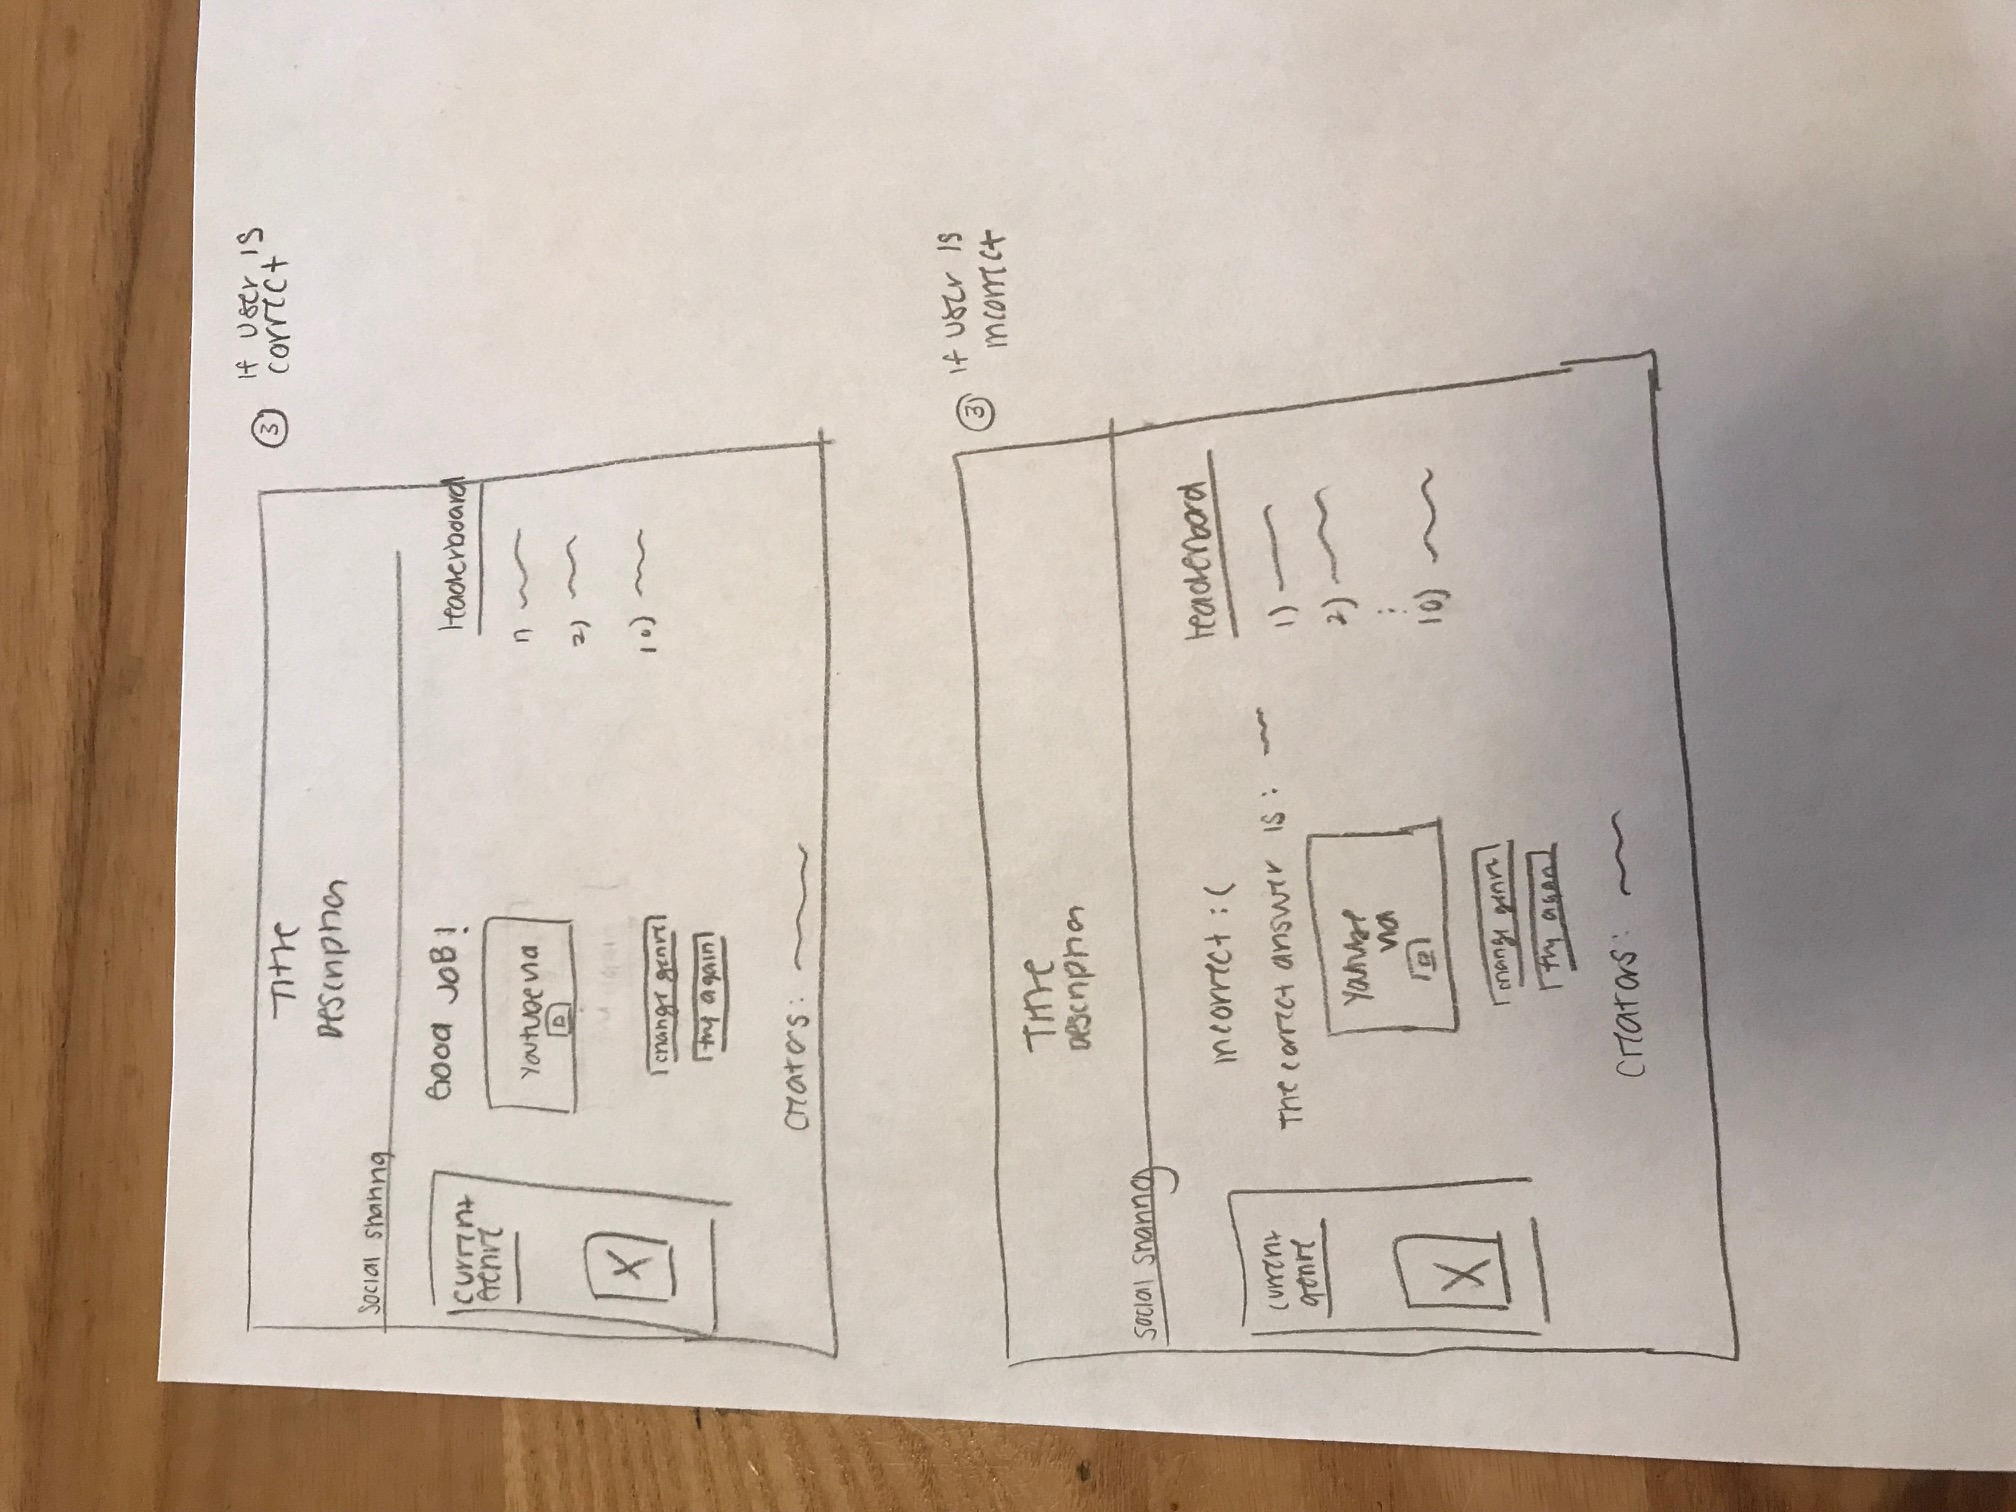 ③ if user is
correct
Title
Description
Social sharing
current
Genre
X
Good JOB!
Youtube vid
change genre
try again
leaderboard
1)
2)
10)
creators:
③ if user is
incorrect
Title
Description
Social sharing
current
genre
X
incorrect :(
The correct answer is:
Youtube
vid
change genre
try again
leaderboard
1)
2)
⋮
10)
creators: